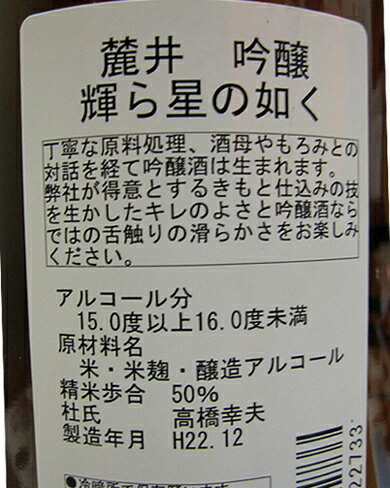 麓井 吟醸
輝ら星の如く
丁寧な原料処理、酒母やもろみとの
対話を経て吟醸酒は生まれます。
弊社が得意とするきもと仕込みの技
を生かしたキレのよさと吟醸酒なら
ではの舌触りの滑らかさをお楽しみ
ください。
アルコール分
15.0度以上16.0度未満
原材料名
米・米麹・醸造アルコール
精米歩合 50%
杜氏 高橋幸夫
製造年月 H22.12
22733